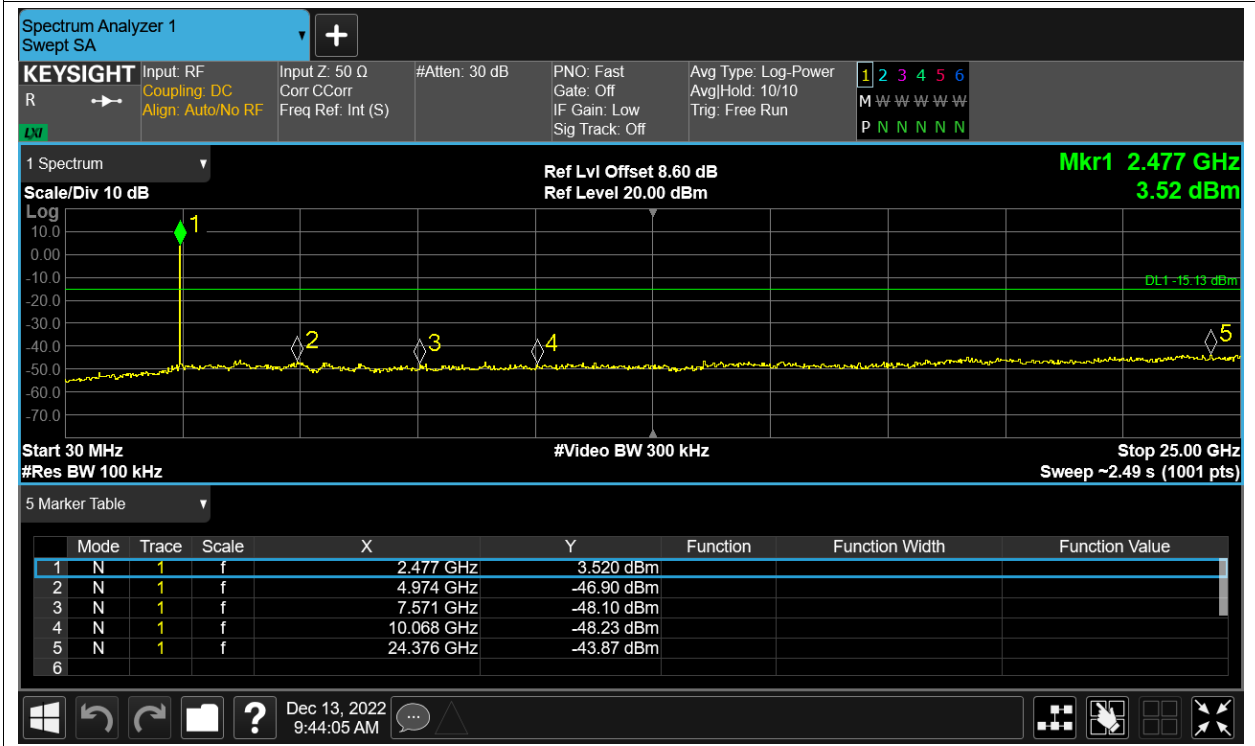 Spectrum Analyzer 1
Swept SA
+
KEYSIGHT
R
LXI
Input: RF
Coupling: DC
Align: Auto/No RF
Input Z: 50 Ω
Corr CCorr
Freq Ref: Int (S)
#Atten: 30 dB
PNO: Fast
Gate: Off
IF Gain: Low
Sig Track: Off
Avg Type: Log-Power
Avg|Hold: 10/10
Trig: Free Run
1 2 3 4 5 6
M W W W W W
P N N N N N
1 Spectrum
Scale/Div 10 dB
Ref Lvl Offset 8.60 dB
Ref Level 20.00 dBm
Mkr1 2.477 GHz
3.52 dBm
Log
10.0
0.00
-10.0
-20.0
-30.0
-40.0
-50.0
-60.0
-70.0
1
2
3
4
5
DL1 -15.13 dBm
Start 30 MHz
#Video BW 300 kHz
Stop 25.00 GHz
#Res BW 100 kHz
Sweep ~2.49 s (1001 pts)
5 Marker Table
Mode Trace Scale X Y Function Function Width Function Value
1 N 1 f 2.477 GHz 3.520 dBm
2 N 1 f 4.974 GHz -46.90 dBm
3 N 1 f 7.571 GHz -48.10 dBm
4 N 1 f 10.068 GHz -48.23 dBm
5 N 1 f 24.376 GHz -43.87 dBm
6
?
Dec 13, 2022
9:44:05 AM